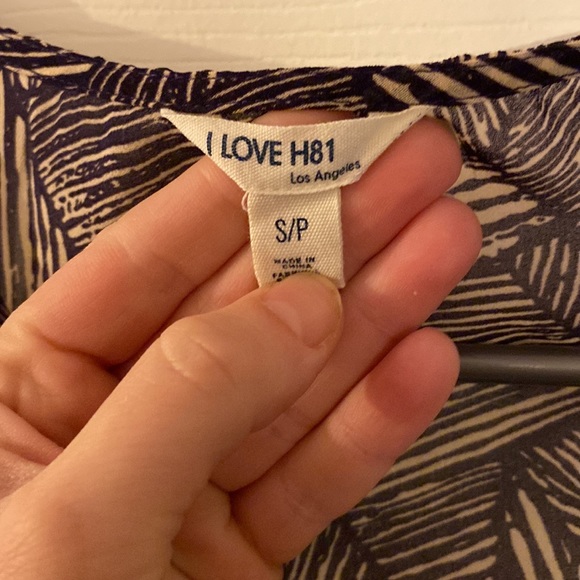 I LOVE H81
Los Angeles
S/P
MADE IN
CHINA